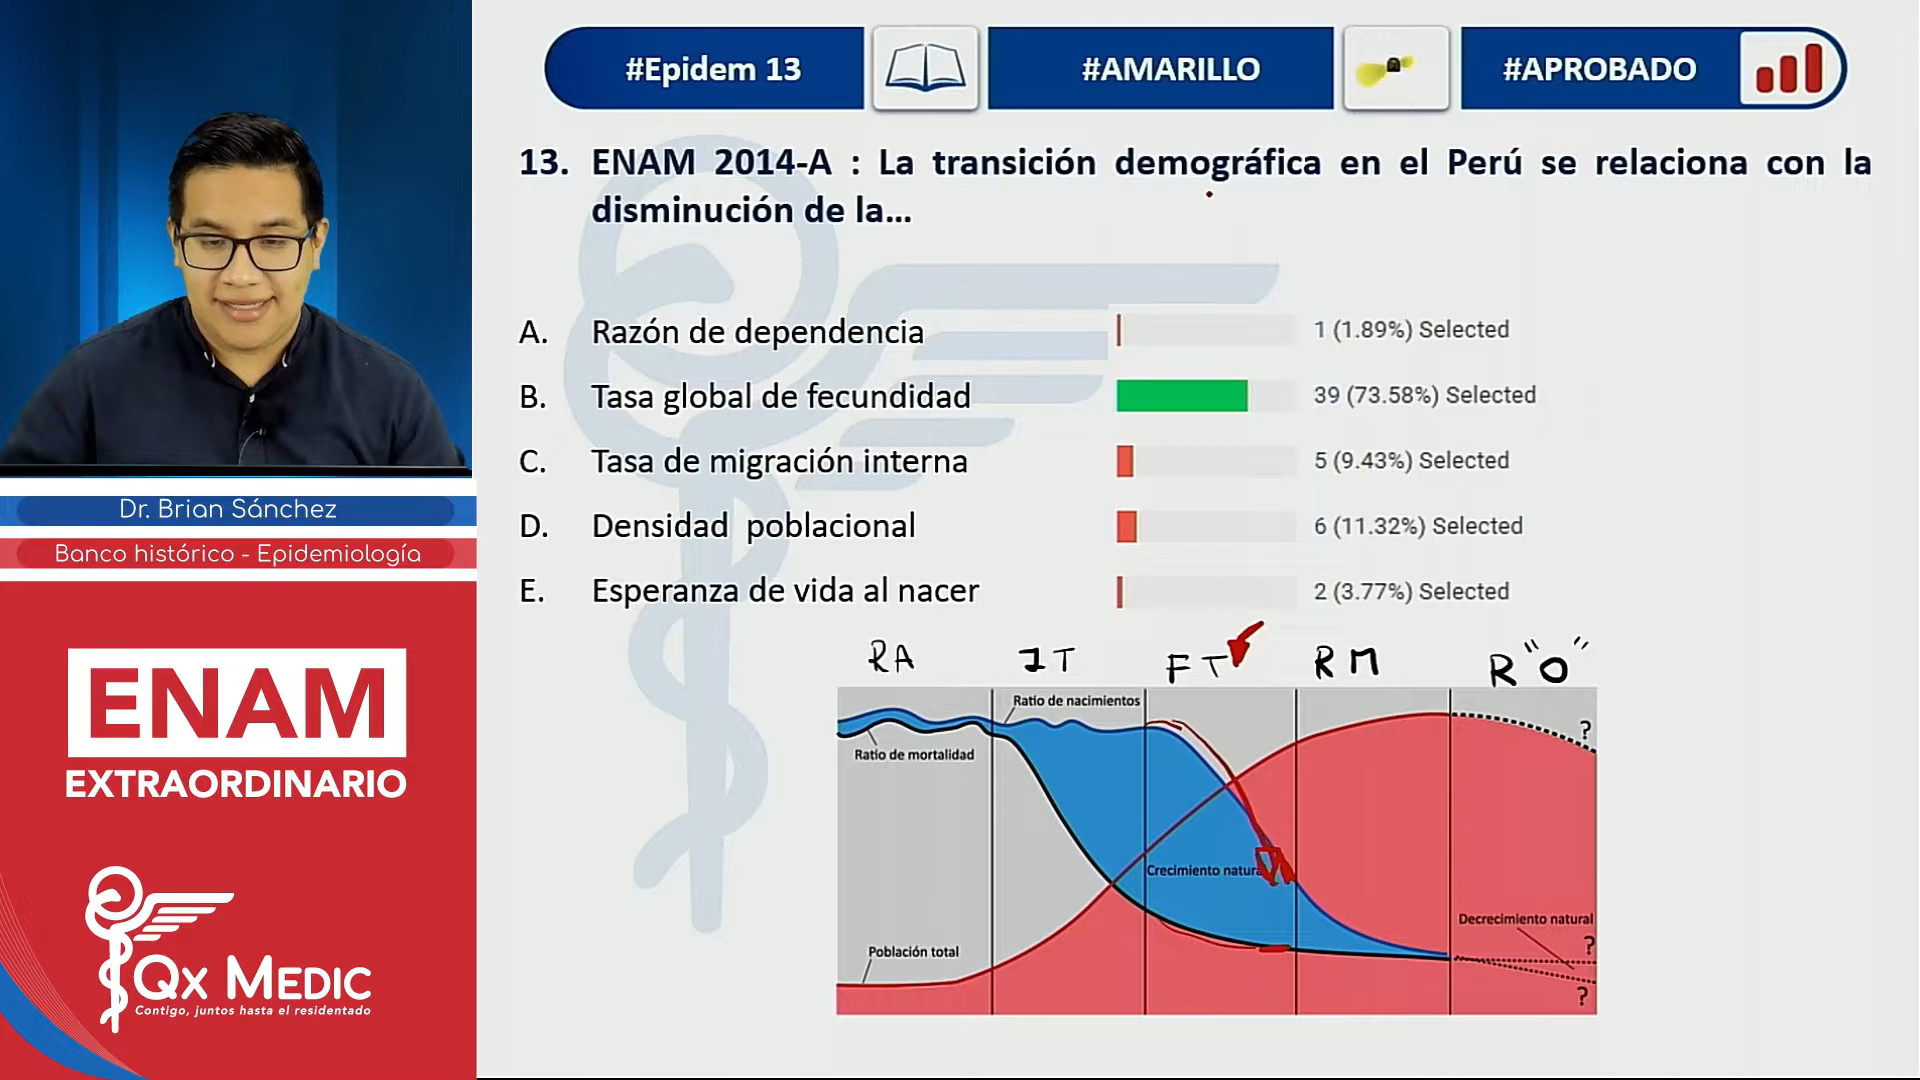 #Epidem 13
#AMARILLO
#APROBADO
13. ENAM 2014-A : La transición demográfica en el Perú se relaciona con la
disminución de la...
A. Razón de dependencia 1 (1.89%) Selected
B. Tasa global de fecundidad 39 (73.58%) Selected
C. Tasa de migración interna 5 (9.43%) Selected
D. Densidad poblacional 6 (11.32%) Selected
E. Esperanza de vida al nacer 2 (3.77%) Selected
RA IT FT RM R"O"
Ratio de nacimientos
Ratio de mortalidad
Crecimiento natural
Población total
Decrecimiento natural
?
?
?
Dr. Brian Sánchez
Banco histórico - Epidemiología
ENAM
EXTRAORDINARIO
Qx MEDIC
Contigo, juntos hasta el residentado